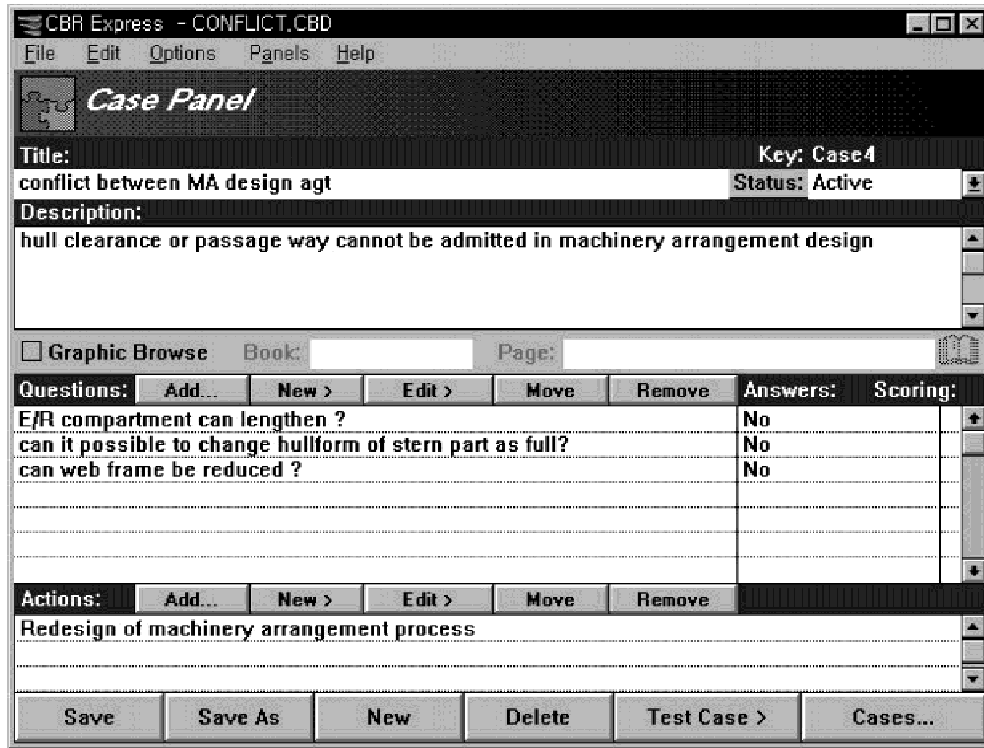 CBR Express - CONFLICT.CBD
File Edit Options Panels Help
Case Panel
Title: Key: Case4
conflict between MA design agt Status: Active
Description:
hull clearance or passage way cannot be admitted in machinery arrangement design
Graphic Browse Book: Page:
Questions: Add... New > Edit > Move Remove Answers: Scoring:
E/R compartment can lengthen ? No
can it possible to change hullform of stern part as full? No
can web frame be reduced ? No
Actions: Add... New > Edit > Move Remove
Redesign of machinery arrangement process
Save Save As New Delete Test Case > Cases...